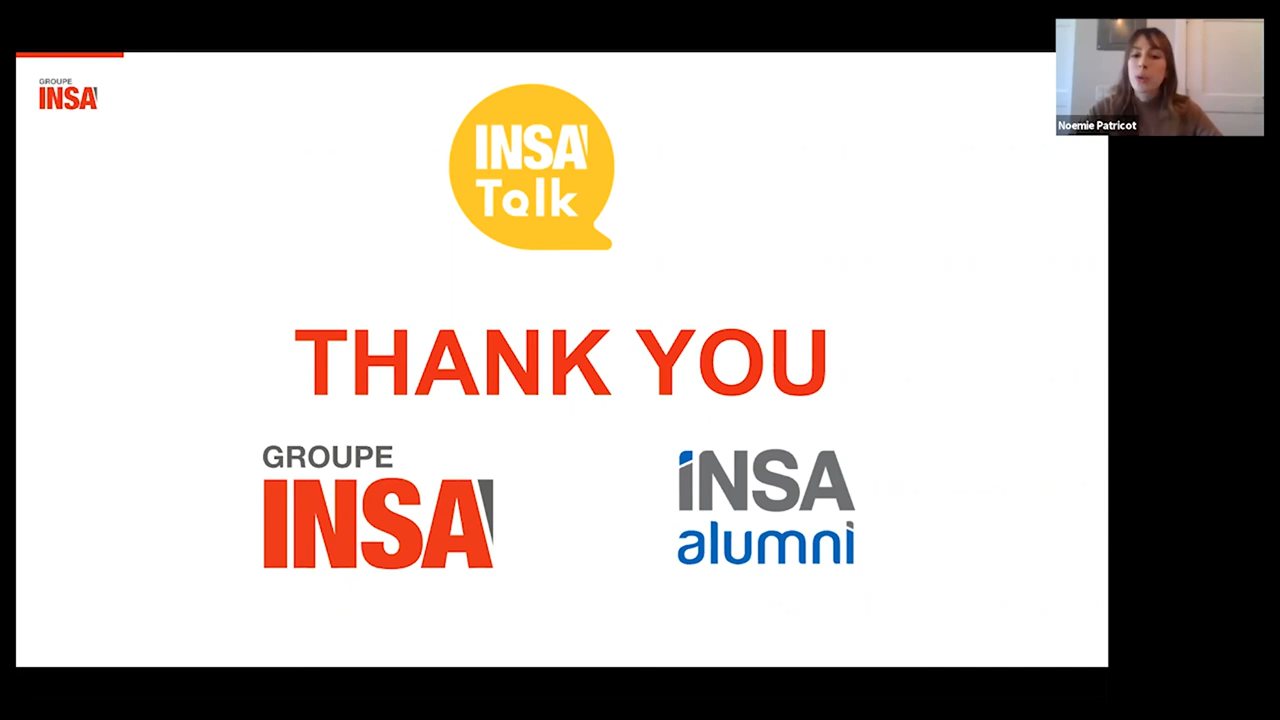 GROUPE
INSA
INSA
Talk
Noemie Patricot
THANK YOU
GROUPE
INSA
iNSA
alumni